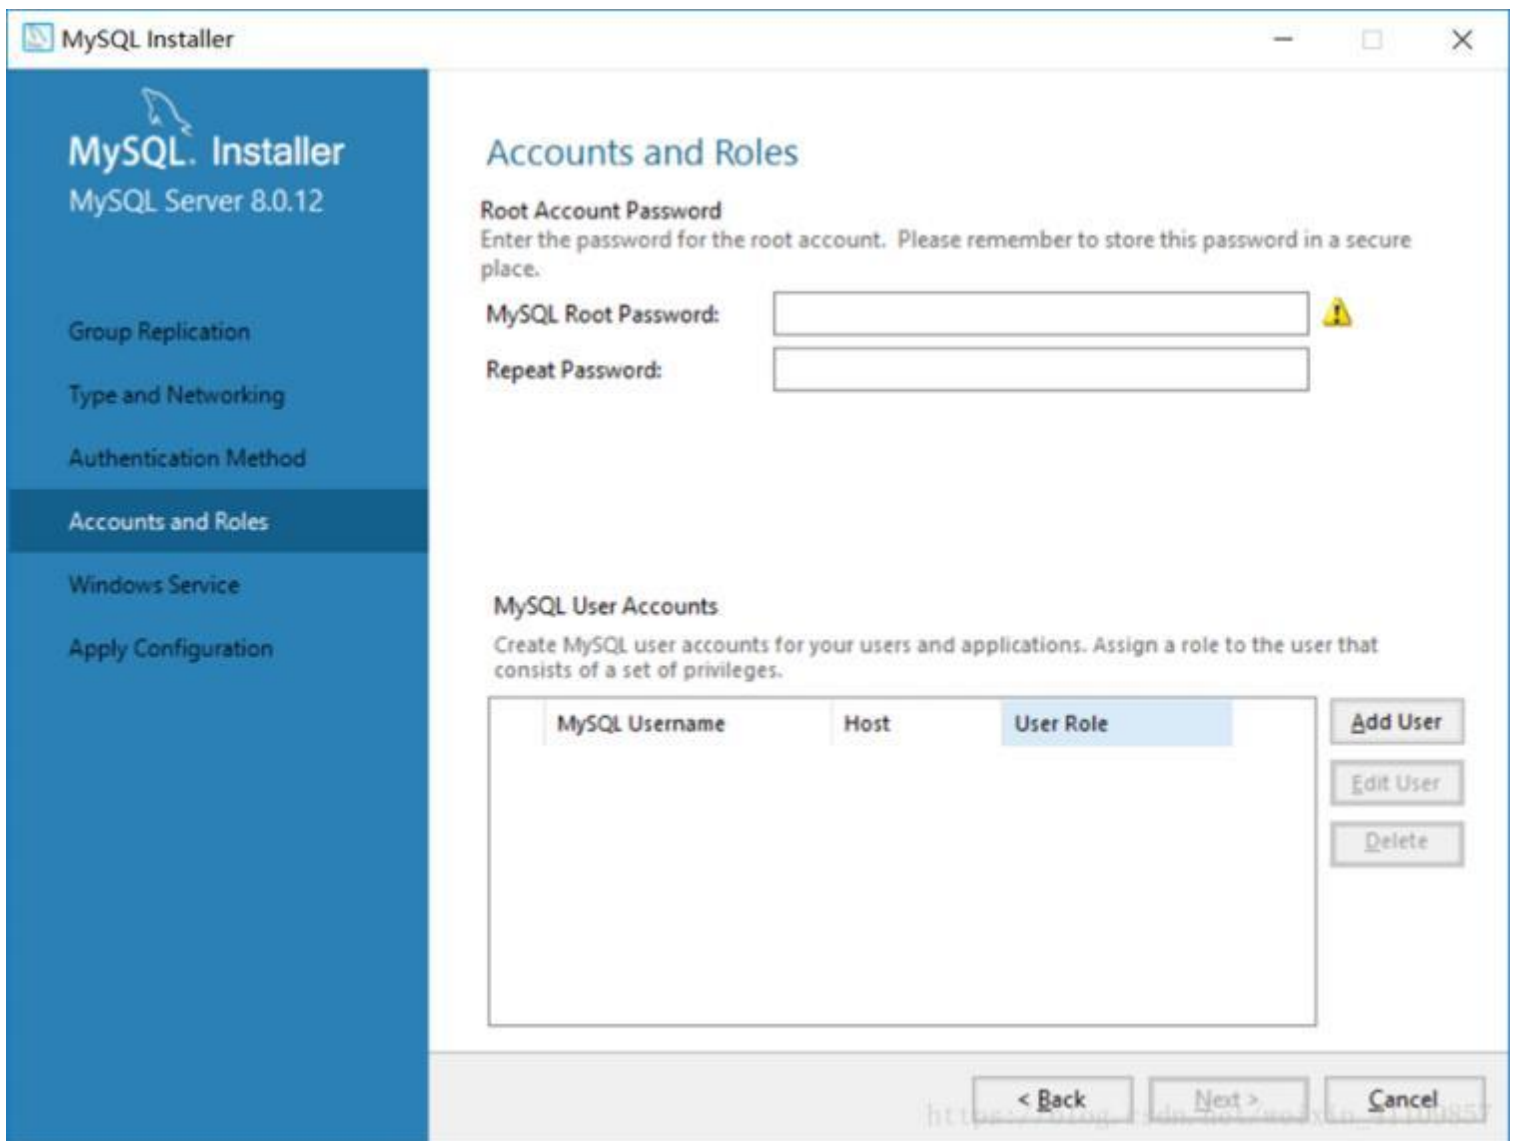 MySQL Installer
MySQL. Installer
MySQL Server 8.0.12
Group Replication
Type and Networking
Authentication Method
Accounts and Roles
Windows Service
Apply Configuration
Accounts and Roles
Root Account Password
Enter the password for the root account. Please remember to store this password in a secure
place.
MySQL Root Password:
Repeat Password:
MySQL User Accounts
Create MySQL user accounts for your users and applications. Assign a role to the user that
consists of a set of privileges.
MySQL Username Host User Role
Add User
Edit User
Delete
< Back Next > Cancel